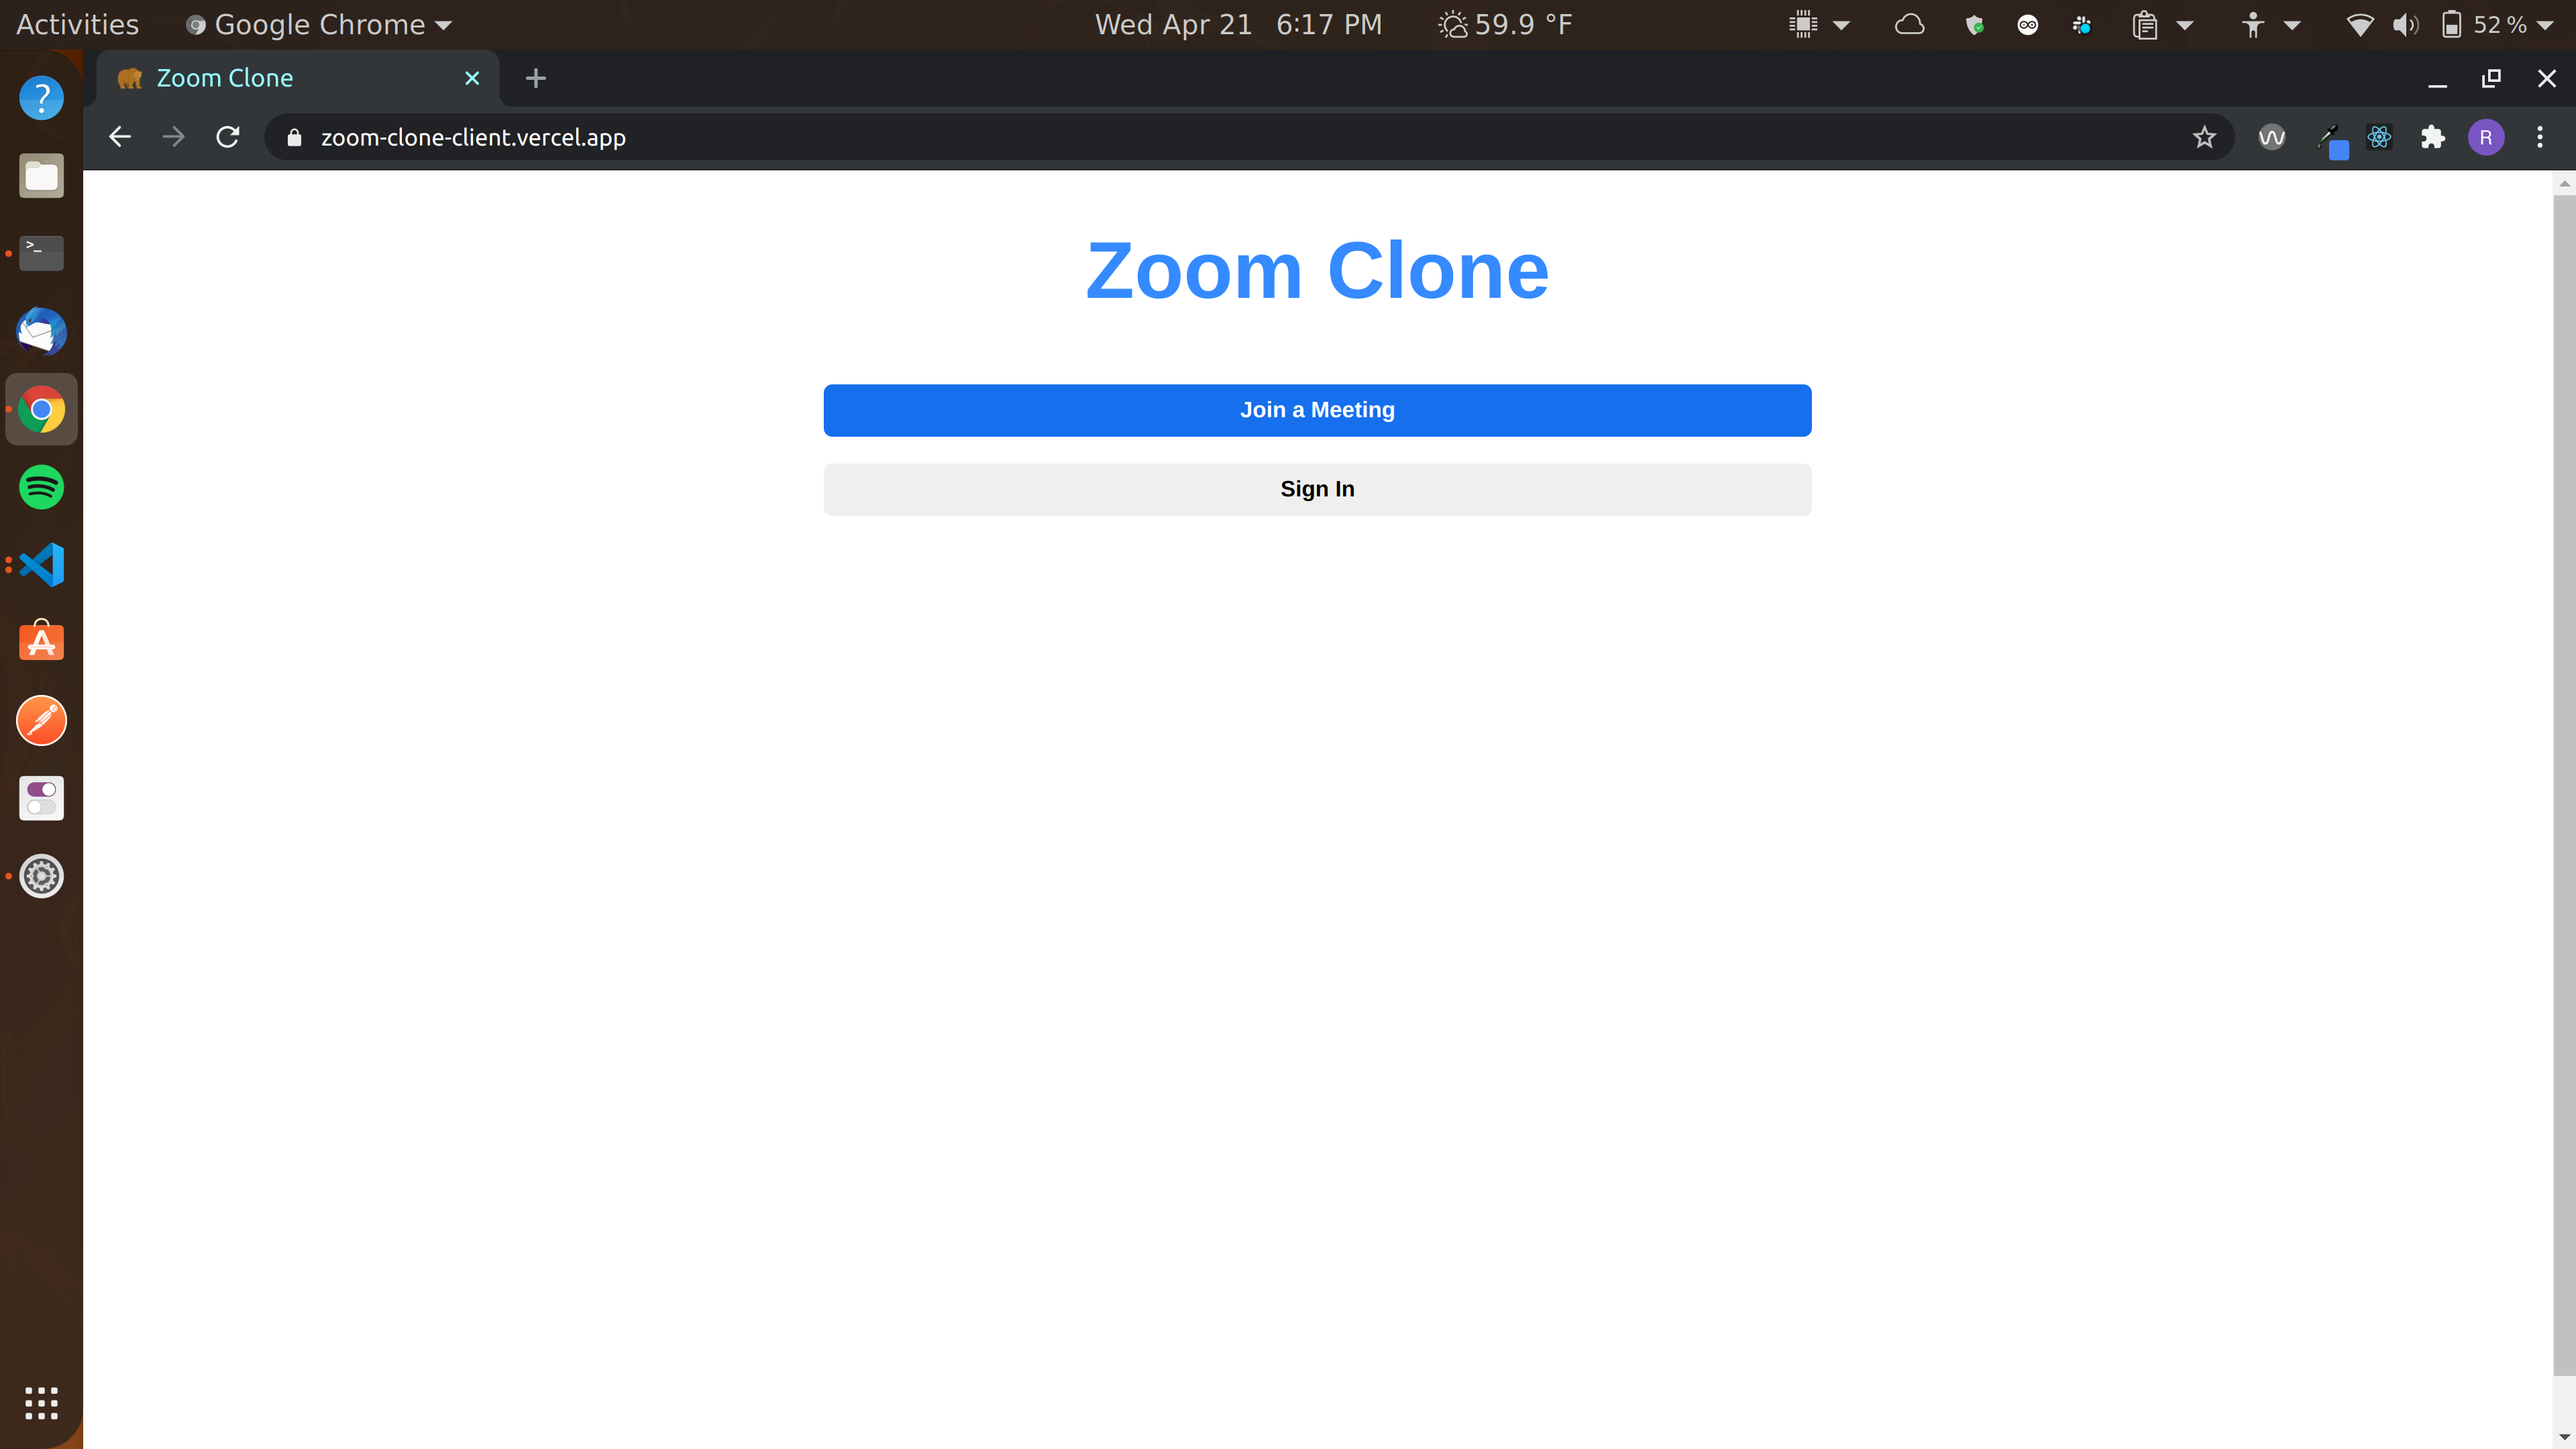 Activities
Google Chrome
Wed Apr 21 6:17 PM
59.9 °F
52 %
Zoom Clone
zoom-clone-client.vercel.app
R
Zoom Clone
Join a Meeting
Sign In